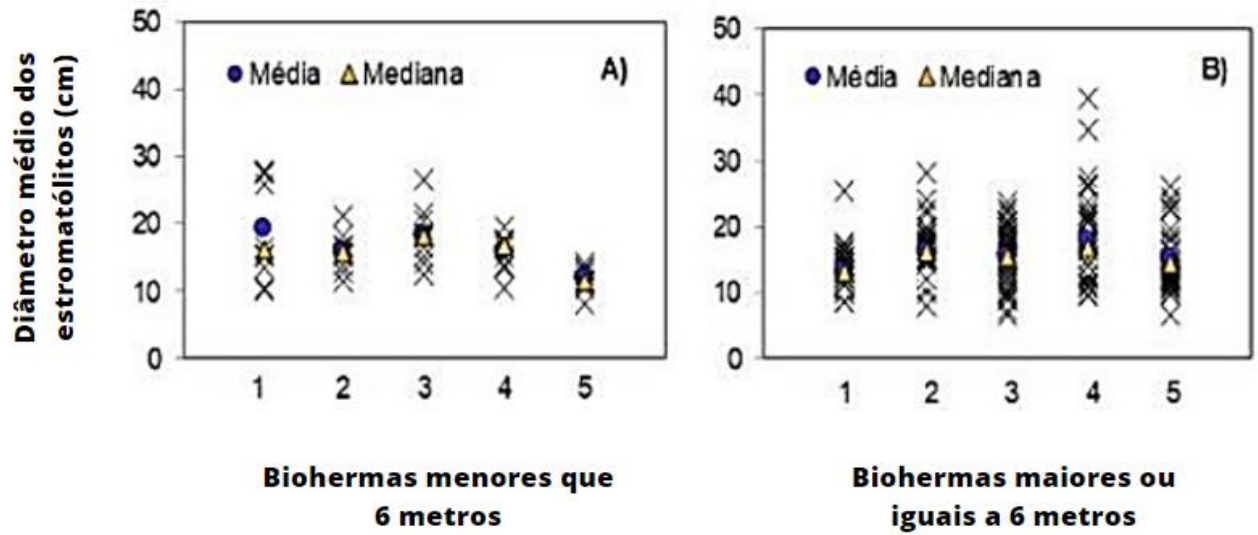 Diâmetro médio dos
estromatólitos (cm)
50
40
30
20
10
0
Média
Mediana
A)
1 2 3 4 5
Biohermas menores que
6 metros
50
40
30
20
10
0
Média
Mediana
B)
1 2 3 4 5
Biohermas maiores ou
iguais a 6 metros